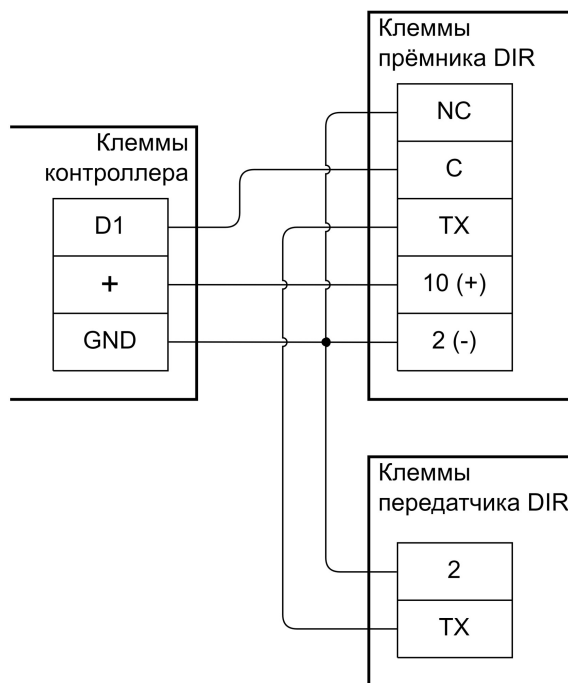 Клеммы
прёмника DIR
NC
C
TX
10 (+)
2 (-)
Клеммы
контроллера
D1
+
GND
Клеммы
передатчика DIR
2
TX